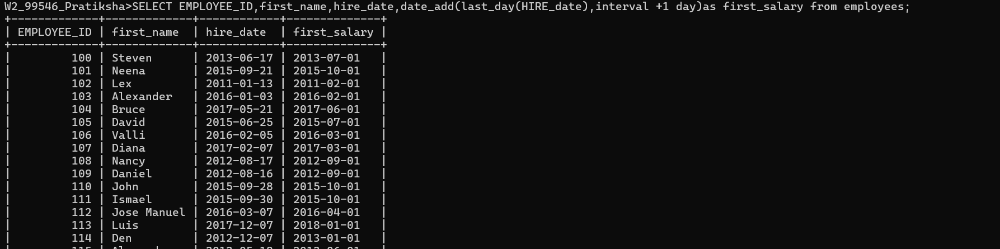 W2_99546_Pratiksha>SELECT EMPLOYEE_ID,first_name,hire_date,date_add(last_day(HIRE_date),interval +1 day)as first_salary from employees;
+-------------+-------------+------------+--------------+
| EMPLOYEE_ID | first_name  | hire_date  | first_salary |
+-------------+-------------+------------+--------------+
|         100 | Steven      | 2013-06-17 | 2013-07-01   |
|         101 | Neena       | 2015-09-21 | 2015-10-01   |
|         102 | Lex         | 2011-01-13 | 2011-02-01   |
|         103 | Alexander   | 2016-01-03 | 2016-02-01   |
|         104 | Bruce       | 2017-05-21 | 2017-06-01   |
|         105 | David       | 2015-06-25 | 2015-07-01   |
|         106 | Valli       | 2016-02-05 | 2016-03-01   |
|         107 | Diana       | 2017-02-07 | 2017-03-01   |
|         108 | Nancy       | 2012-08-17 | 2012-09-01   |
|         109 | Daniel      | 2012-08-16 | 2012-09-01   |
|         110 | John        | 2015-09-28 | 2015-10-01   |
|         111 | Ismael      | 2015-09-30 | 2015-10-01   |
|         112 | Jose Manuel | 2016-03-07 | 2016-04-01   |
|         113 | Luis        | 2017-12-07 | 2018-01-01   |
|         114 | Den         | 2012-12-07 | 2013-01-01   |